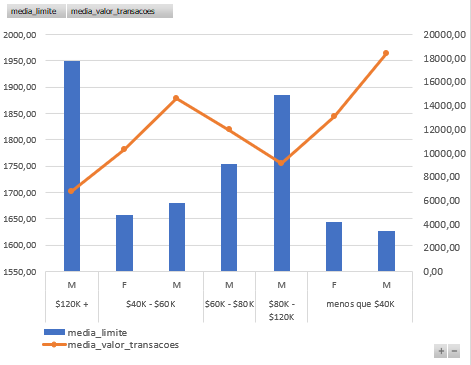 media_limite media_valor_transacoes
2000,00 20000,00
1950,00 18000,00
1900,00 16000,00
1850,00 14000,00
1800,00 12000,00
1750,00 10000,00
1700,00 8000,00
1650,00 6000,00
1600,00 4000,00
1550,00 2000,00
0,00
M F M M M F M
$120K + $40K - $60K $60K - $80K $80K - $120K menos que $40K
media_limite
media_valor_transacoes